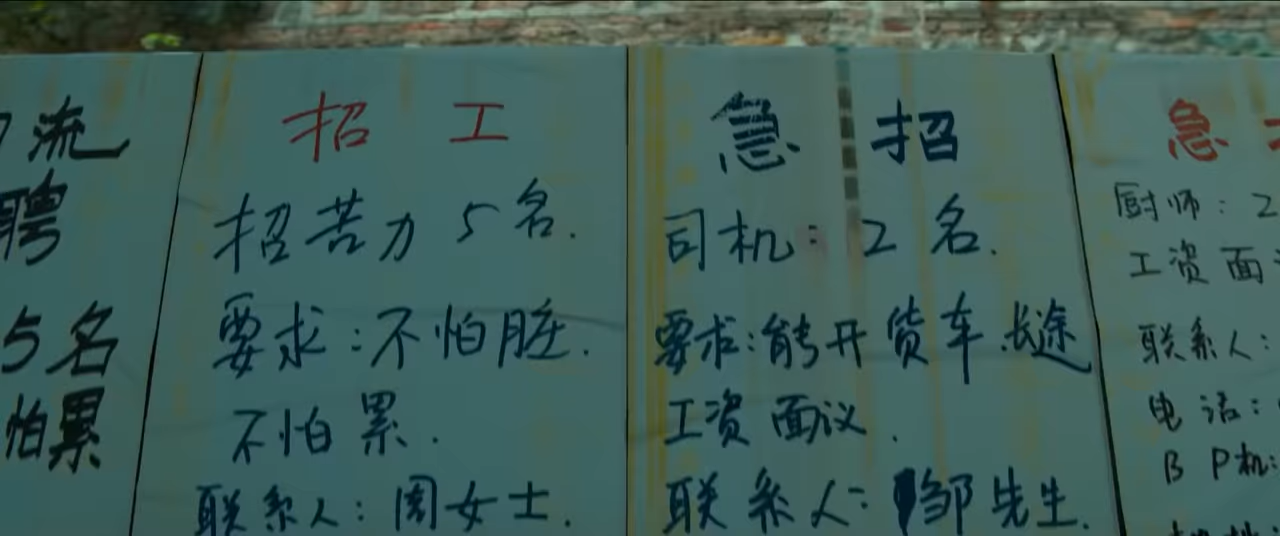 流
聘
5名
怕累
招工
招苦力5名.
要求:不怕脏.
不怕累.
联系人:周女士.
急招
司机:2名.
要求:能开货车.长途
工资面议.
联系人:邹先生.
急
厨师:2
工资面
联系人:
电话:
BP机: